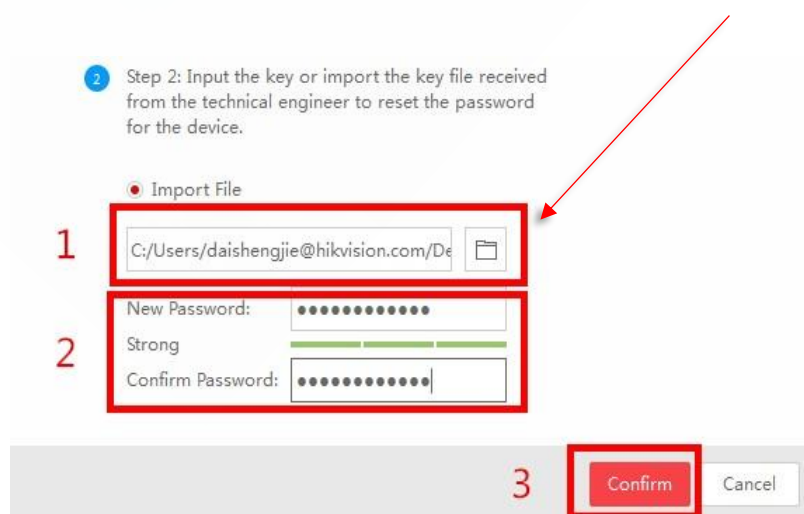 2 Step 2: Input the key or import the key file received
from the technical engineer to reset the password
for the device.
Import File
1 C:/Users/daishengjie@hikvision.com/De
New Password: ●●●●●●●●●●●●
2 Strong
Confirm Password: ●●●●●●●●●●●●
3 Confirm Cancel